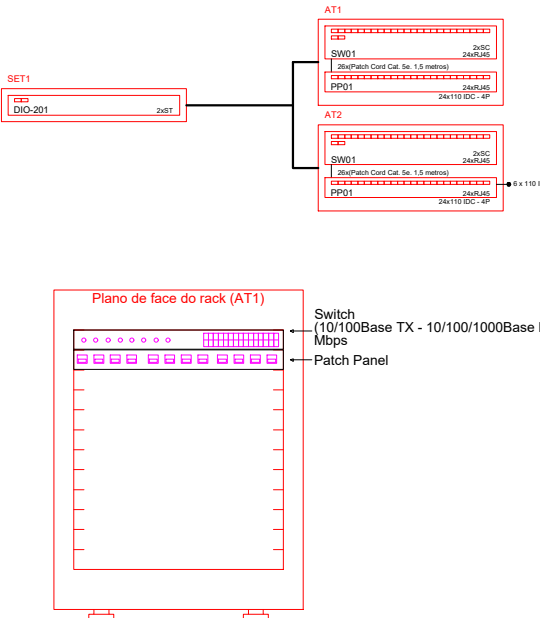 AT1
SW01
2xSC
24xRJ45
26x(Patch Cord Cat. 5e. 1,5 metros)
PP01
24xRJ45
24x110 IDC - 4P
SET1
DIO-201
2xST
AT2
SW01
2xSC
24xRJ45
26x(Patch Cord Cat. 5e. 1,5 metros)
PP01
24xRJ45
24x110 IDC - 4P
6 x 110 I
Plano de face do rack (AT1)
Switch
(10/100Base TX - 10/100/1000Base
Mbps
Patch Panel